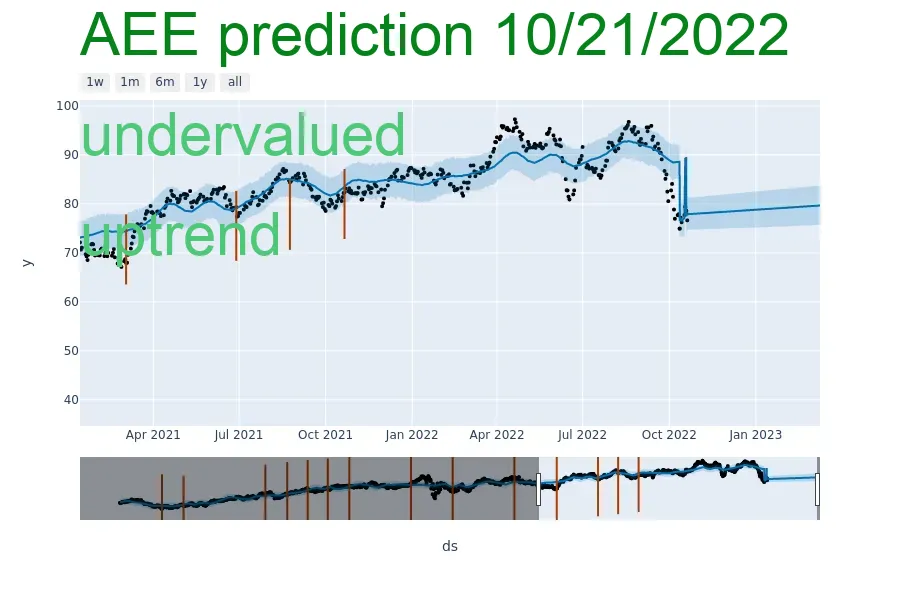 AEE prediction 10/21/2022
1w 1m 6m 1y all
100
undervalued
90
80
uptrend
70
y
60
50
40
Apr 2021 Jul 2021 Oct 2021 Jan 2022 Apr 2022 Jul 2022 Oct 2022 Jan 2023
ds